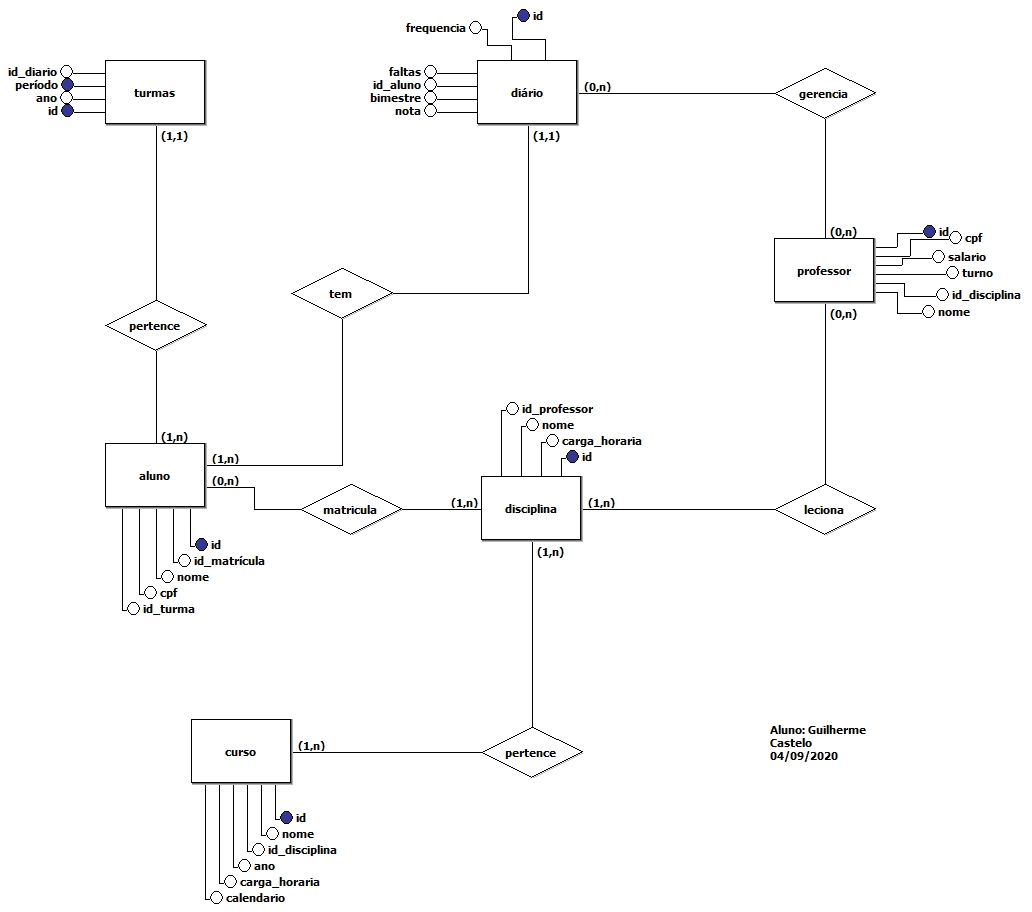 id
frequencia
id_diario
período
ano
id
turmas
(1,1)
faltas
id_aluno
bimestre
nota
diário
(0,n)
(1,1)
gerencia
(0,n)
professor
id
cpf
salario
turno
id_disciplina
nome
(0,n)
tem
pertence
(1,n)
aluno
(1,n)
(0,n)
id
id_matrícula
nome
cpf
id_turma
matricula
id_professor
nome
carga_horaria
id
(1,n)
disciplina
(1,n)
(1,n)
leciona
curso
(1,n)
pertence
id
nome
id_disciplina
ano
carga_horaria
calendario
Aluno: Guilherme
Castelo
04/09/2020